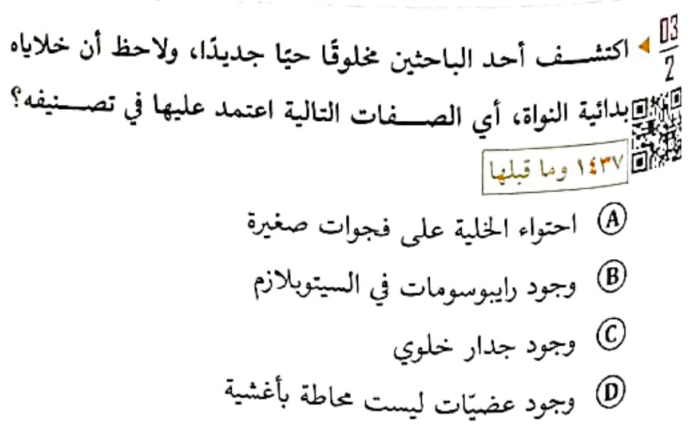 03
2
◀ اكتشـــف أحد الباحثين مخلوقًا حيًا جديدًا، ولاحظ أن خلاياه
بدائية النواة، أي الصـــفات التالية اعتمد عليها في تصـــنيفه؟
١٤٣٧ وما قبلها
A احتواء الخلية على فجوات صغيرة
B وجود رايبوسومات في السيتوبلازم
C وجود جدار خلوي
D وجود عضيّات ليست محاطة بأغشية